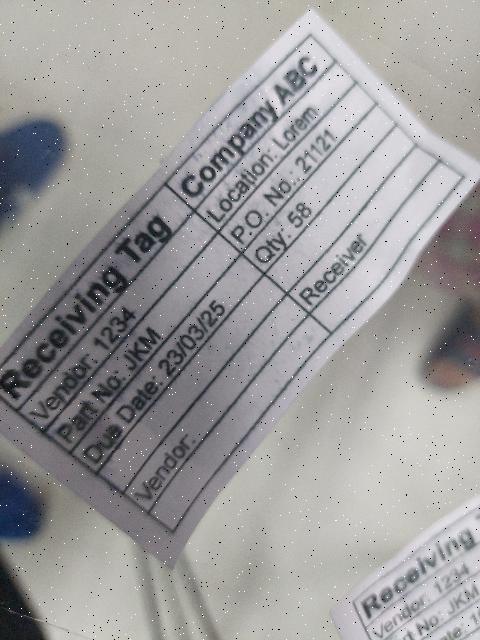 Receiving Tag Company ABC
Vendor: 1234 Location: Lorem
Part No: JKM P.O. No.: 21121
Due Date: 23/03/25 Qty: 58
Vendor: Receiver
Receiving
Vendor: 1234
No: JKM